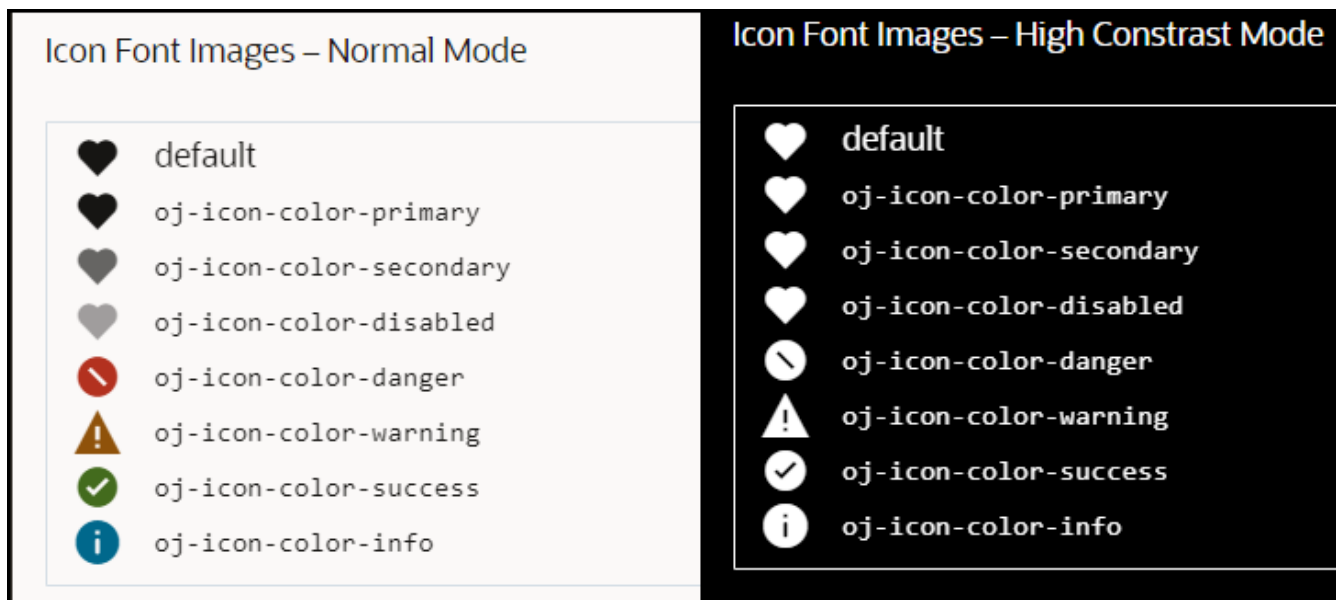 Icon Font Images – Normal Mode
default
oj-icon-color-primary
oj-icon-color-secondary
oj-icon-color-disabled
oj-icon-color-danger
oj-icon-color-warning
oj-icon-color-success
oj-icon-color-info
Icon Font Images – High Constrast Mode
default
oj-icon-color-primary
oj-icon-color-secondary
oj-icon-color-disabled
oj-icon-color-danger
oj-icon-color-warning
oj-icon-color-success
oj-icon-color-info